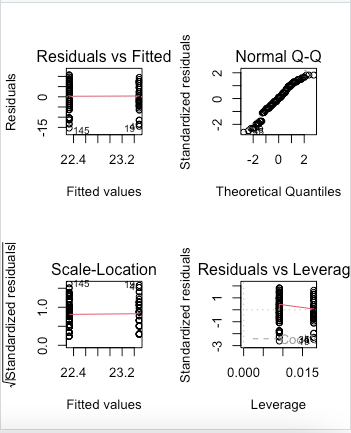 Residuals vs Fitted
Residuals
0
-15
145
22.4 23.2
Fitted values
Normal Q-Q
Standardized residuals
2
0
-2
-2 0 2
Theoretical Quantiles
Scale-Location
√|Standardized residuals|
1.0
0.0
145
22.4 23.2
Fitted values
Residuals vs Leverag
Standardized residuals
1
-1
-3
0.000 0.015
Leverage